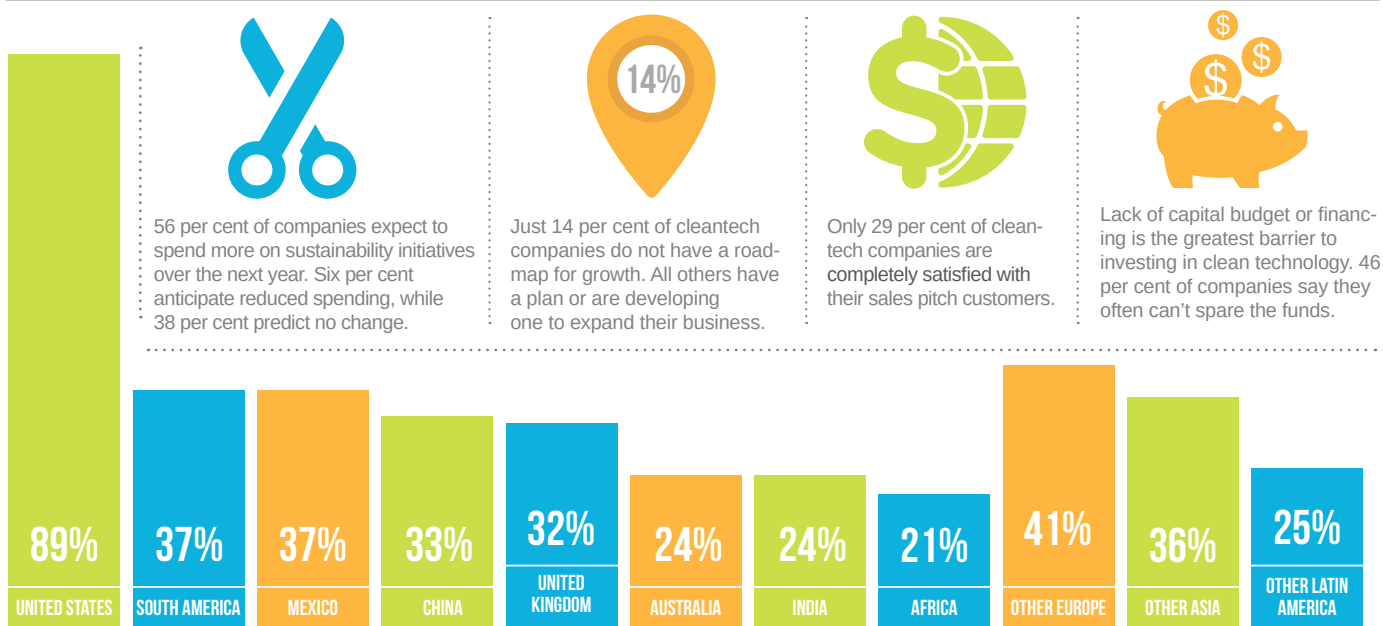 14%
$
$
$
56 per cent of companies expect to
spend more on sustainability initiatives
over the next year. Six per cent
anticipate reduced spending, while
38 per cent predict no change.
Just 14 per cent of cleantech
companies do not have a road-
map for growth. All others have
a plan or are developing
one to expand their business.
Only 29 per cent of clean-
tech companies are
completely satisfied with
their sales pitch customers.
Lack of capital budget or financ-
ing is the greatest barrier to
investing in clean technology. 46
per cent of companies say they
often can’t spare the funds.
89%
UNITED STATES
37%
SOUTH AMERICA
37%
MEXICO
33%
CHINA
32%
UNITED
KINGDOM
24%
AUSTRALIA
24%
INDIA
21%
AFRICA
41%
OTHER EUROPE
36%
OTHER ASIA
25%
OTHER LATIN
AMERICA